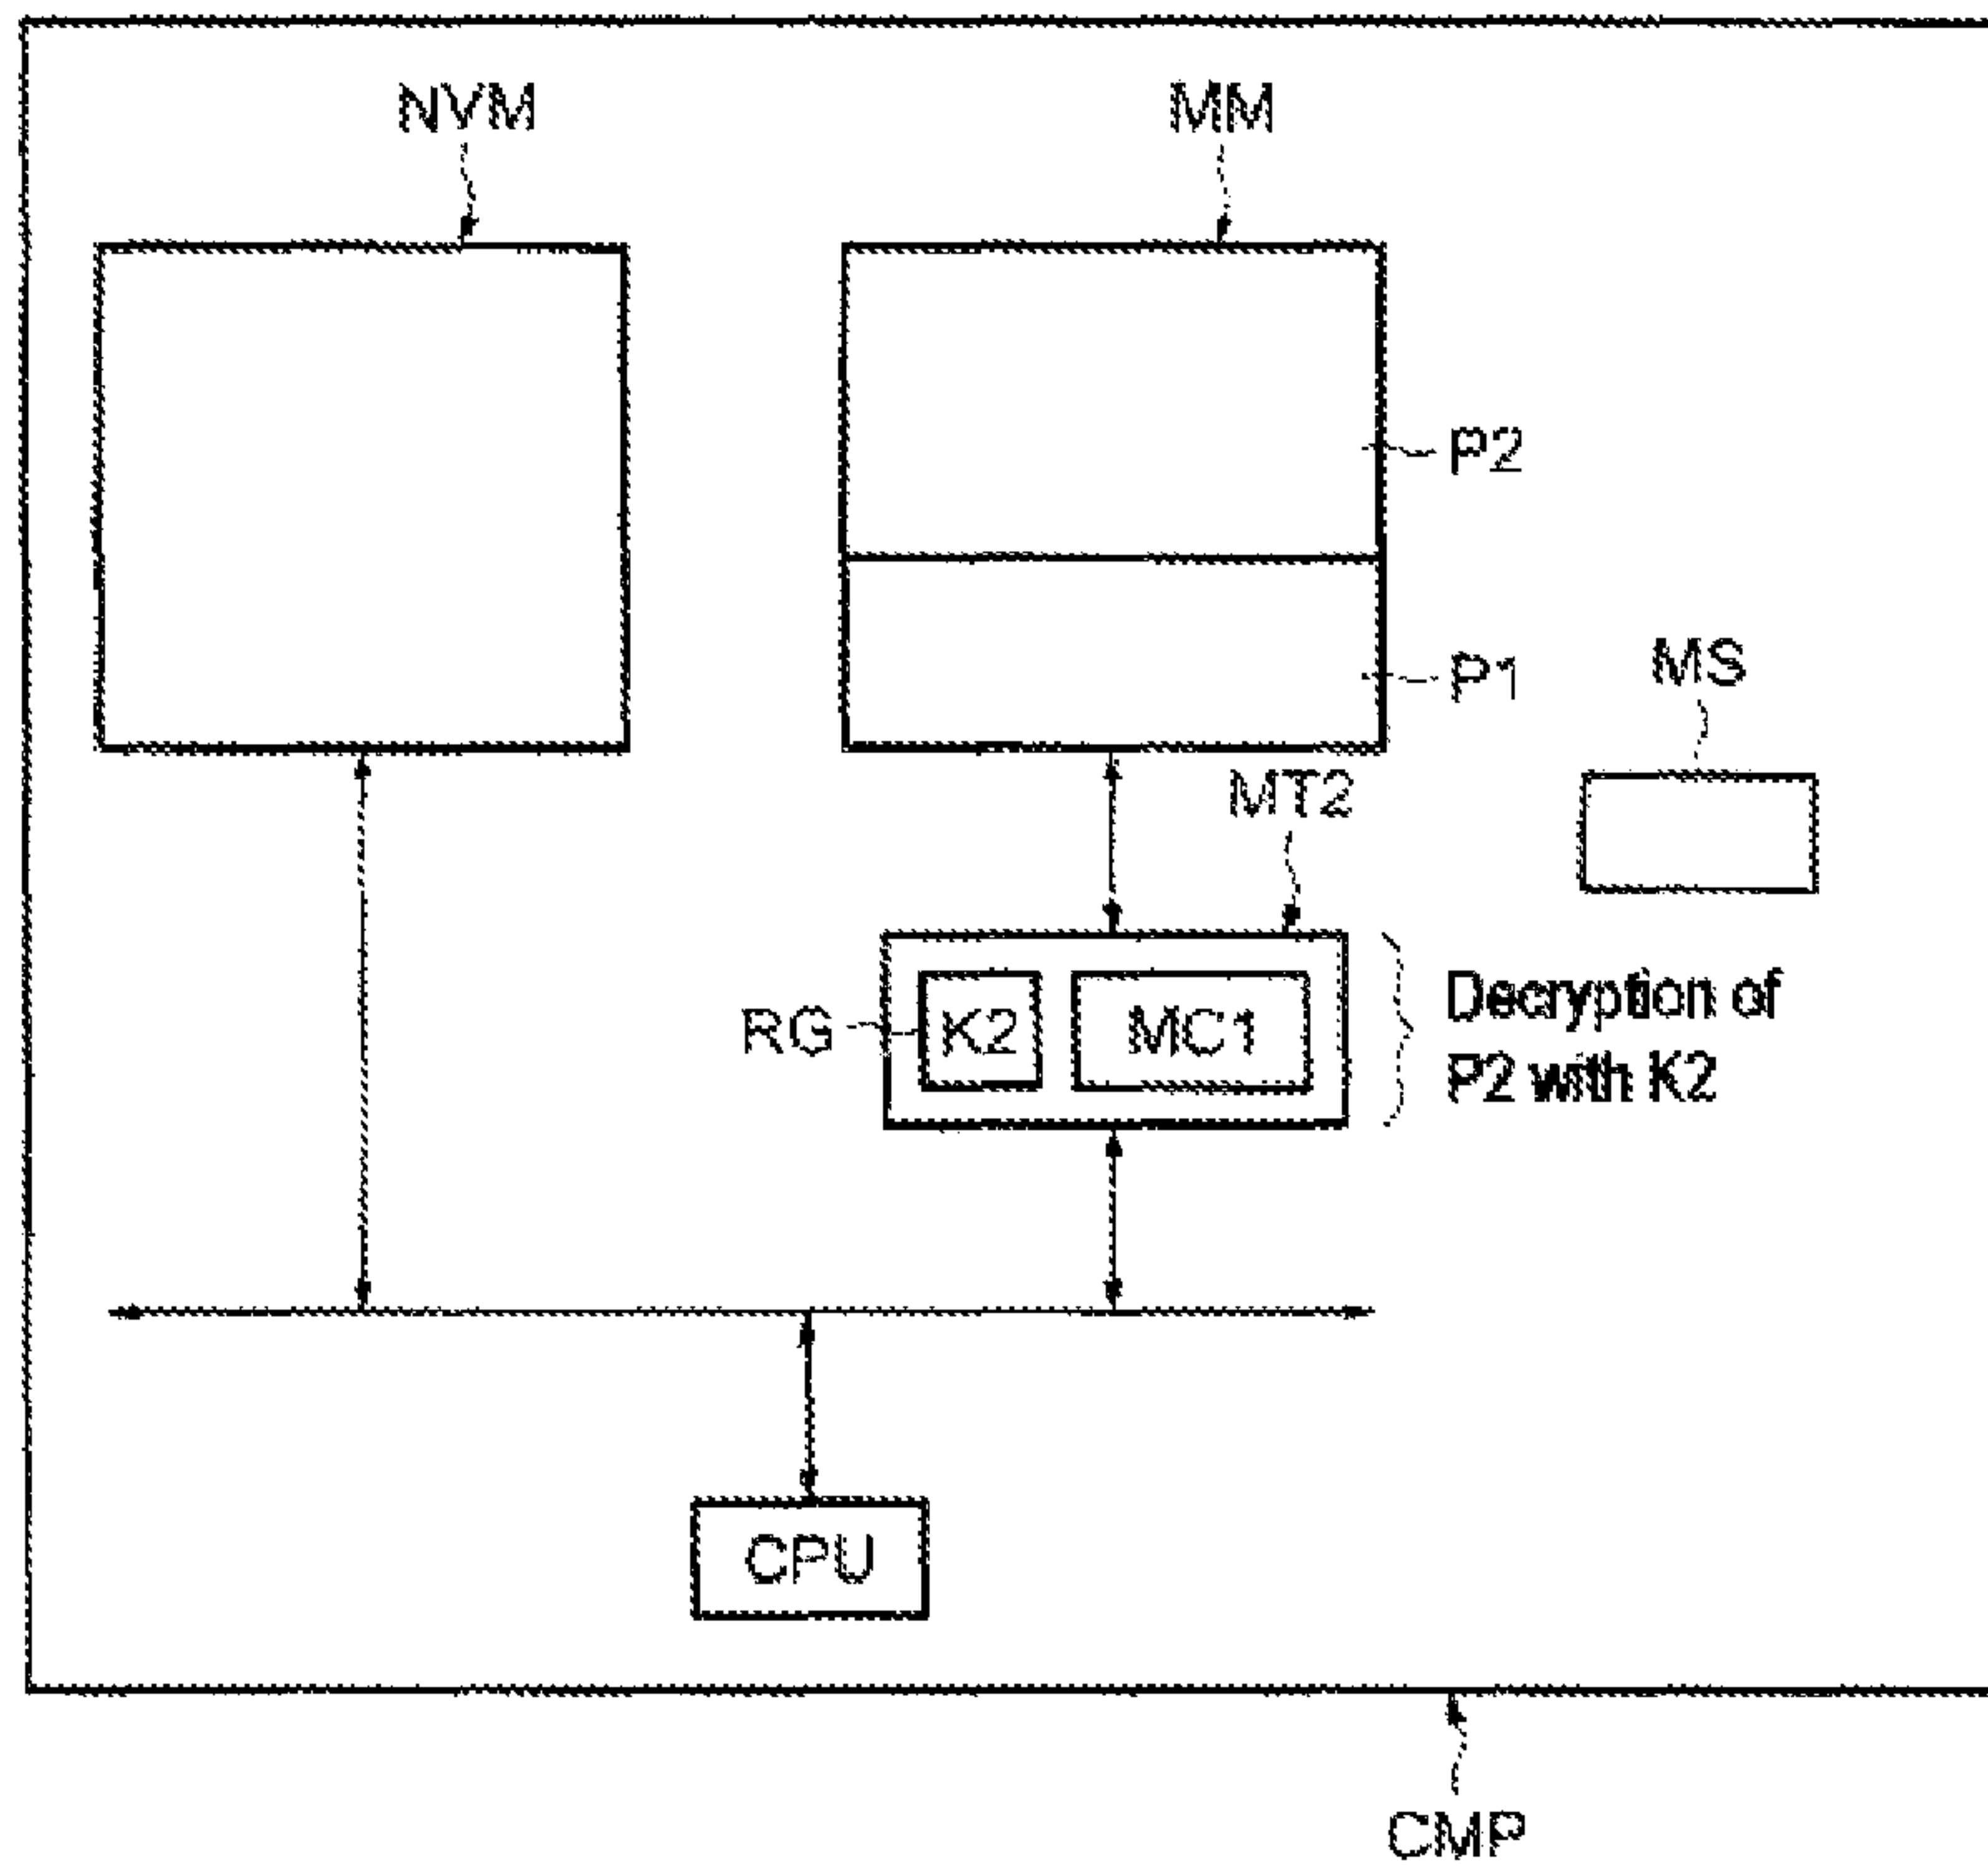 NVM
MM
P2
P1
MS
MT2
RG
K2
MC1
Decryption of
P2 with K2
CPU
CMP